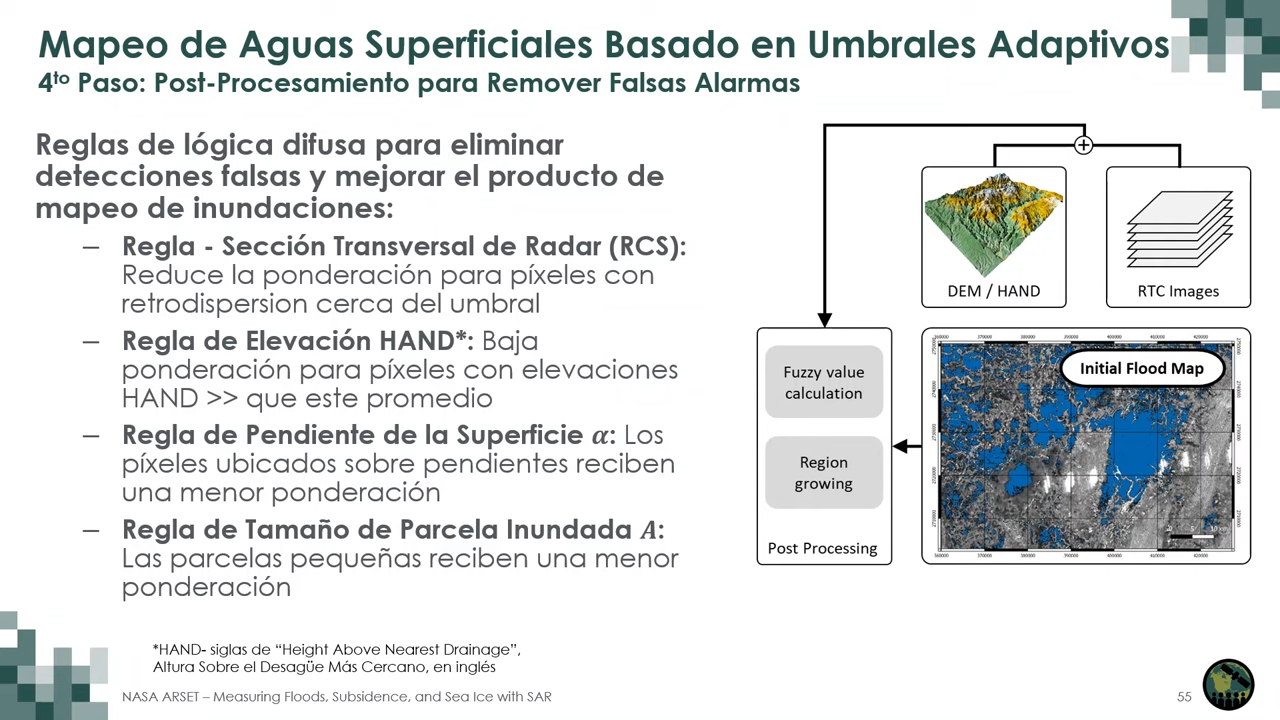 Mapeo de Aguas Superficiales Basado en Umbrales Adaptivos
4to Paso: Post-Procesamiento para Remover Falsas Alarmas
Reglas de lógica difusa para eliminar
detecciones falsas y mejorar el producto de
mapeo de inundaciones:
– Regla - Sección Transversal de Radar (RCS):
Reduce la ponderación para píxeles con
retrodispersion cerca del umbral
– Regla de Elevación HAND*: Baja
ponderación para píxeles con elevaciones
HAND >> que este promedio
– Regla de Pendiente de la Superficie α: Los
píxeles ubicados sobre pendientes reciben
una menor ponderación
– Regla de Tamaño de Parcela Inundada A:
Las parcelas pequeñas reciben una menor
ponderación
*HAND- siglas de “Height Above Nearest Drainage”,
Altura Sobre el Desagüe Más Cercano, en inglés
+
DEM / HAND
RTC Images
Fuzzy value
calculation
Region
growing
Post Processing
Initial Flood Map
NASA ARSET – Measuring Floods, Subsidence, and Sea Ice with SAR
55